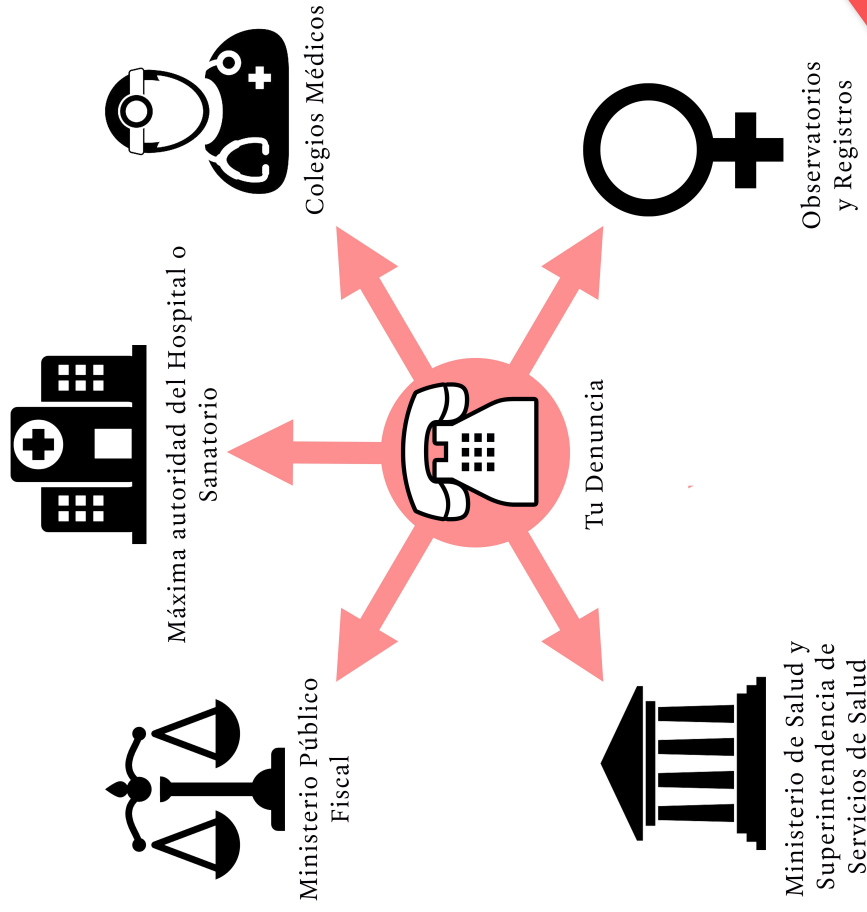 Máxima autoridad del Hospital o
Sanatorio
Ministerio Público
Fiscal
Colegios Médicos
Tu Denuncia
Ministerio de Salud y
Superintendencia de
Servicios de Salud
Observatorios
y Registros